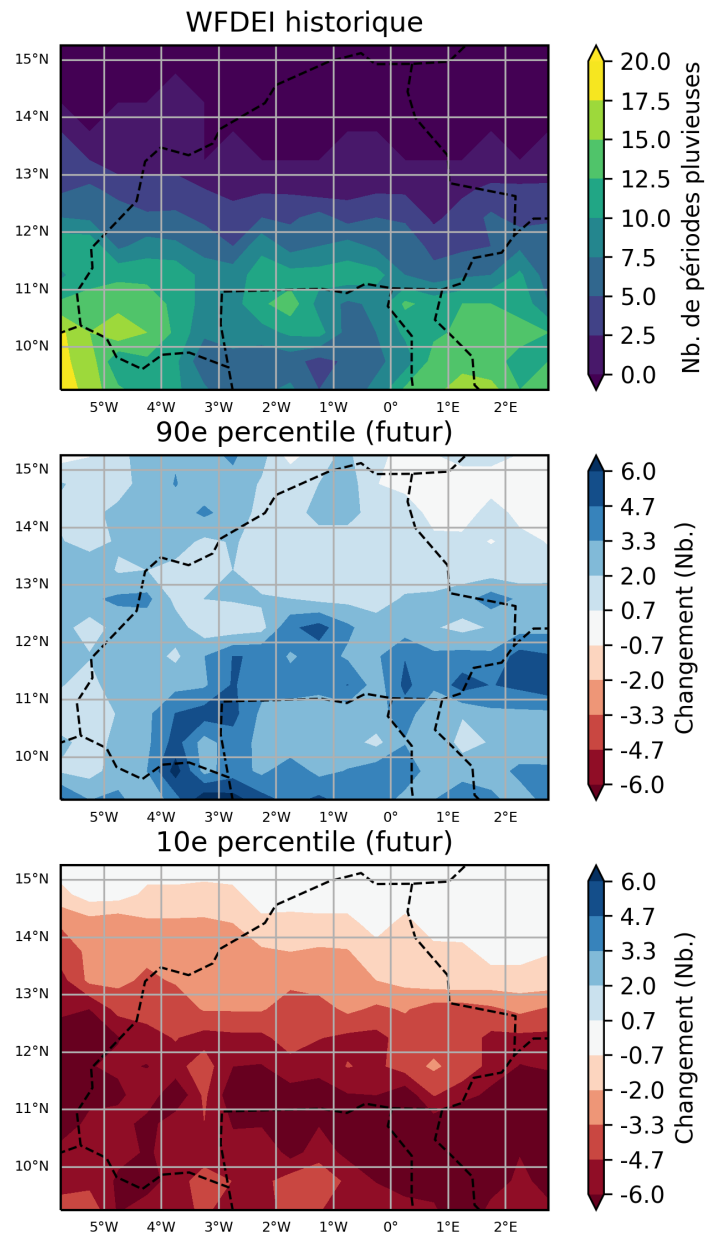 WFDEI historique
15°N
14°N
13°N
12°N
11°N
10°N
5°W 4°W 3°W 2°W 1°W 0° 1°E 2°E
20.0
17.5
15.0
12.5
10.0
7.5
5.0
2.5
0.0
Nb. de périodes pluvieuses
90e percentile (futur)
15°N
14°N
13°N
12°N
11°N
10°N
5°W 4°W 3°W 2°W 1°W 0° 1°E 2°E
6.0
4.7
3.3
2.0
0.7
-0.7
-2.0
-3.3
-4.7
-6.0
Changement (Nb.)
10e percentile (futur)
15°N
14°N
13°N
12°N
11°N
10°N
5°W 4°W 3°W 2°W 1°W 0° 1°E 2°E
6.0
4.7
3.3
2.0
0.7
-0.7
-2.0
-3.3
-4.7
-6.0
Changement (Nb.)